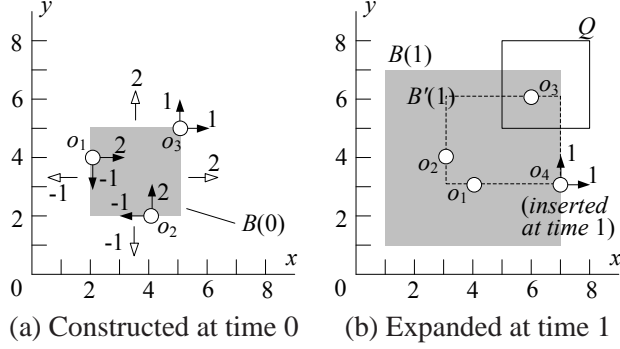 y
8
6
4
2
0
2 4 6 8
x
o1
2
-1
o3
1
1
o2
2
-1
2
2
-1
-1
B(0)
(a) Constructed at time 0
y
8
6
4
2
0
2 4 6 8
x
B(1)
Q
B'(1)
o3
o2
o1
o4
1
1
(inserted
at time 1)
(b) Expanded at time 1